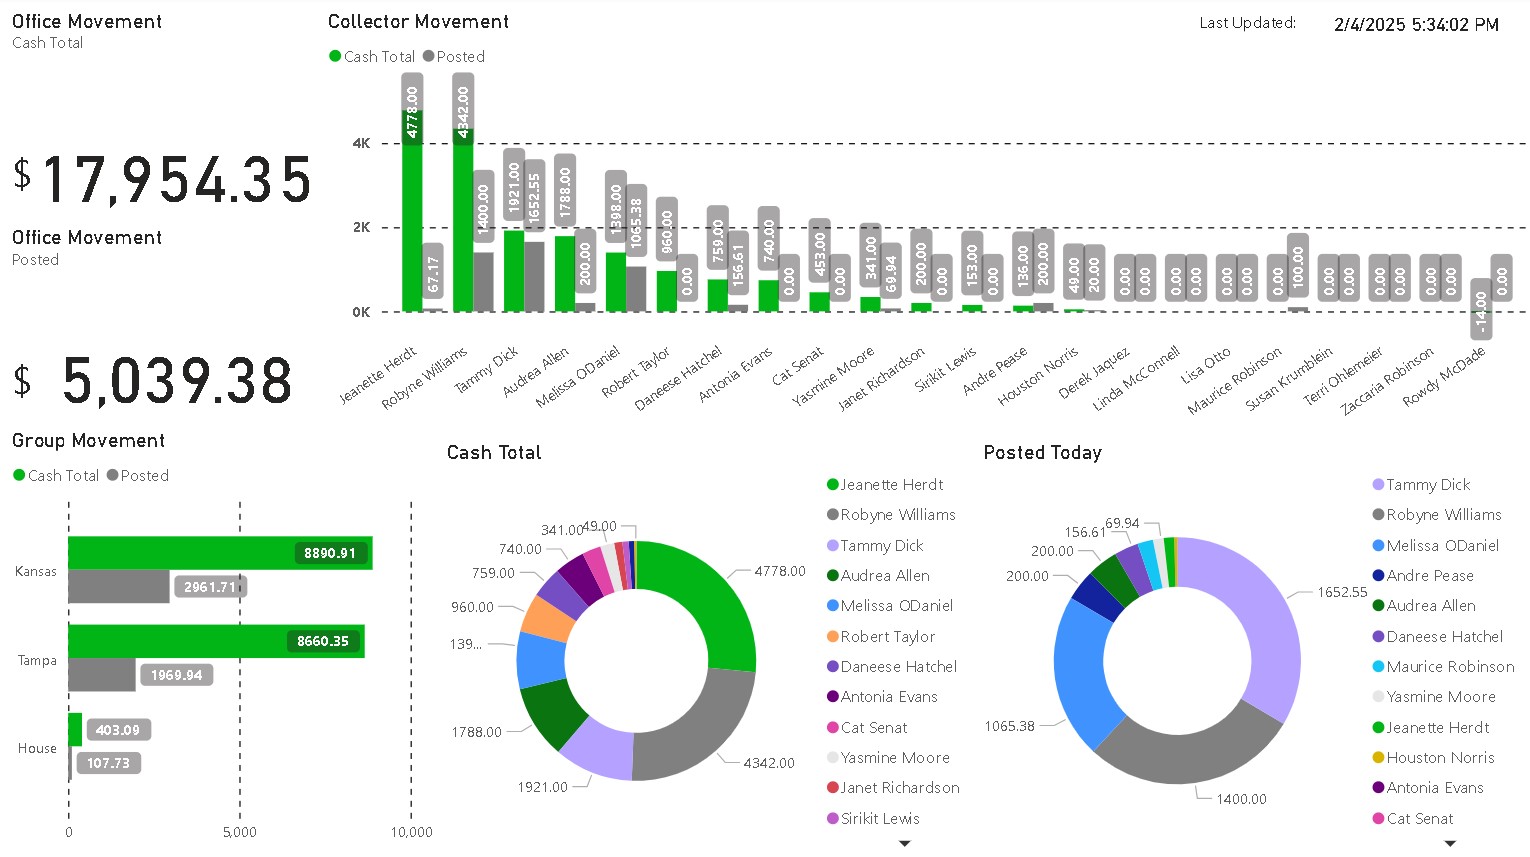 Office Movement
Cash Total
$ 17,954.35
Office Movement
Posted
$ 5,039.38
Collector Movement
Last Updated: 2/4/2025 5:34:02 PM
Cash Total Posted
4K
2K
0K
4778.00 67.17
4342.00 1400.00
1921.00 1652.55
1788.00 200.00
1398.00 1065.38
960.00 0.00
759.00 156.61
740.00 0.00
453.00 0.00
341.00 69.94
200.00 0.00
153.00 0.00
136.00 200.00
49.00 20.00
0.00 0.00
0.00 0.00
0.00 0.00
0.00 100.00
0.00 0.00
0.00 0.00
0.00 0.00
-14.00 0.00
Jeanette Herdt
Robyne Williams
Tammy Dick
Audrea Allen
Melissa ODaniel
Robert Taylor
Daneese Hatchel
Antonia Evans
Cat Senat
Yasmine Moore
Janet Richardson
Sirikit Lewis
Andre Pease
Houston Norris
Derek Jaquez
Linda McConnell
Lisa Otto
Maurice Robinson
Susan Krumblein
Terri Ohlemeier
Zaccaria Robinson
Rowdy McDade
Group Movement
Cash Total Posted
Kansas
8890.91
2961.71
Tampa
8660.35
1969.94
House
403.09
107.73
0 5,000 10,000
Cash Total
341.00
49.00
740.00
759.00
960.00
139...
1788.00
1921.00
4342.00
4778.00
Jeanette Herdt
Robyne Williams
Tammy Dick
Audrea Allen
Melissa ODaniel
Robert Taylor
Daneese Hatchel
Antonia Evans
Cat Senat
Yasmine Moore
Janet Richardson
Sirikit Lewis
Posted Today
69.94
156.61
200.00
200.00
1065.38
1400.00
1652.55
Tammy Dick
Robyne Williams
Melissa ODaniel
Andre Pease
Audrea Allen
Daneese Hatchel
Maurice Robinson
Yasmine Moore
Jeanette Herdt
Houston Norris
Antonia Evans
Cat Senat